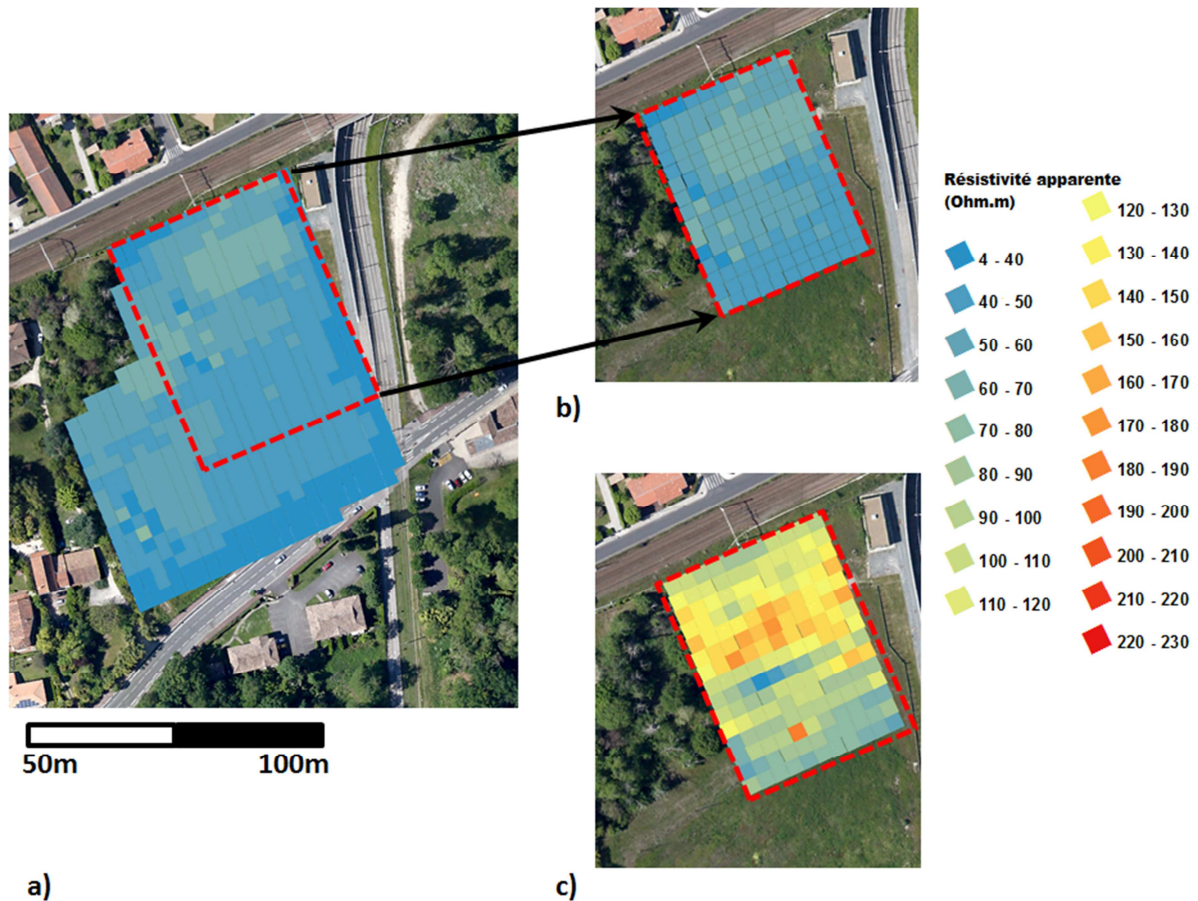 a)
50m 100m
b)
c)
Résistivité apparente
(Ohm.m)
4 - 40
40 - 50
50 - 60
60 - 70
70 - 80
80 - 90
90 - 100
100 - 110
110 - 120
120 - 130
130 - 140
140 - 150
150 - 160
160 - 170
170 - 180
180 - 190
190 - 200
200 - 210
210 - 220
220 - 230